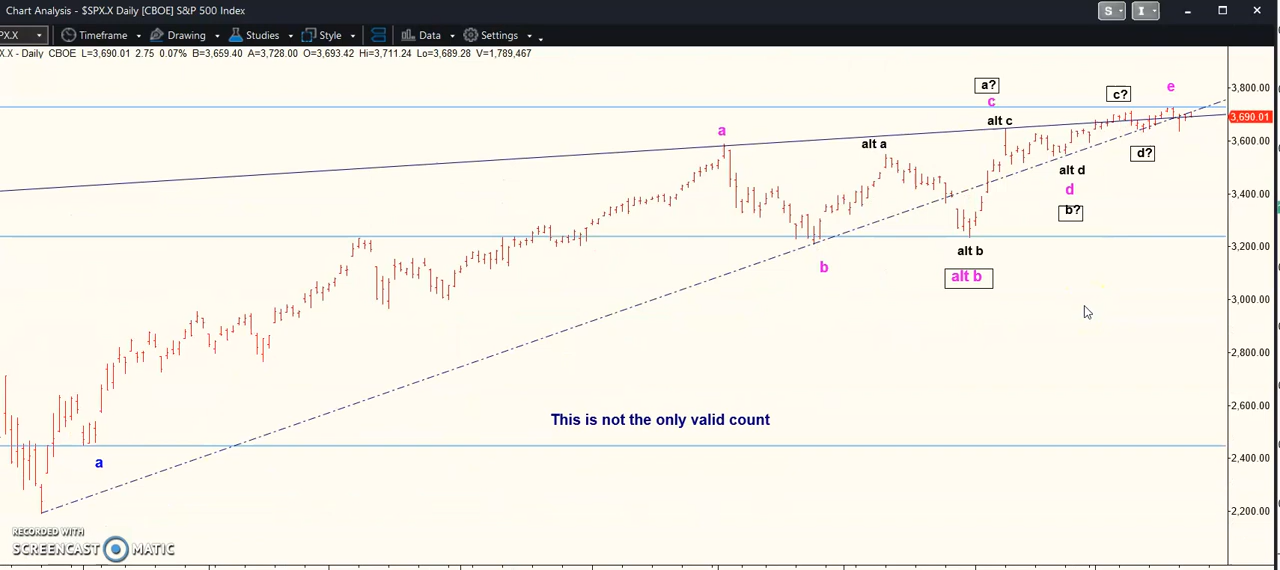 Chart Analysis - $SPX.X Daily [CBOE] S&P 500 Index
S I
PX.X Timeframe Drawing Studies Style Data Settings
X.X - Daily CBOE L=3,690.01 2.75 0.07% B=3,659.40 A=3,728.00 O=3,693.42 Hi=3,711.24 Lo=3,689.28 V=1,789,467
a?
c
alt c
c?
e
3,800.00
3,690.01
a
alt a
3,600.00
d?
alt d
d
b?
3,400.00
b
alt b
alt b
3,200.00
3,000.00
2,800.00
2,600.00
This is not the only valid count
a
2,400.00
2,200.00
RECORDED WITH
SCREENCAST MATIC